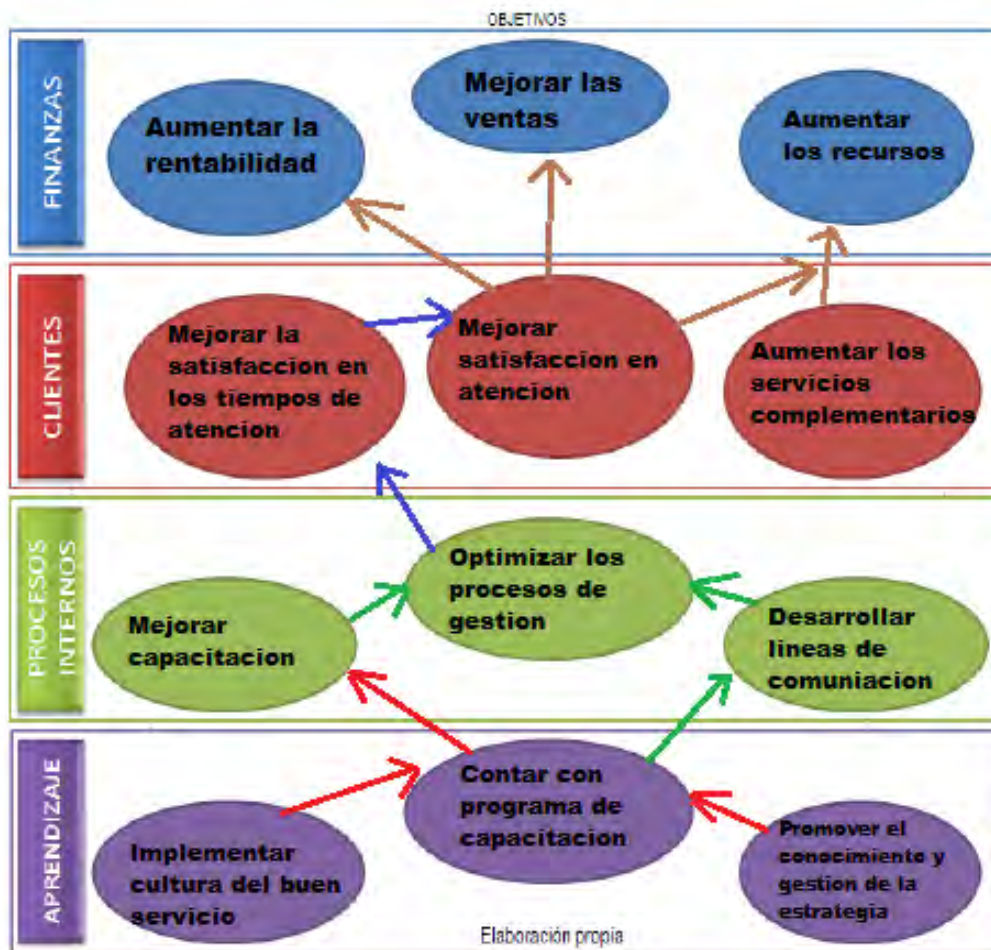 OBJETIVOS
FINANZAS
Aumentar la
rentabilidad
Mejorar las
ventas
Aumentar
los recursos
CLIENTES
Mejorar la
satisfaccion en
los tiempos de
atencion
Mejorar
satisfaccion en
atencion
Aumentar los
servicios
complementarios
PROCESOS
INTERNOS
Mejorar
capacitacion
Optimizar los
procesos de
gestion
Desarrollar
lineas de
comuniacion
APRENDIZAJE
Implementar
cultura del buen
servicio
Contar con
programa de
capacitacion
Promover el
conocimiento y
gestion de la
estrategia
Elaboración propia